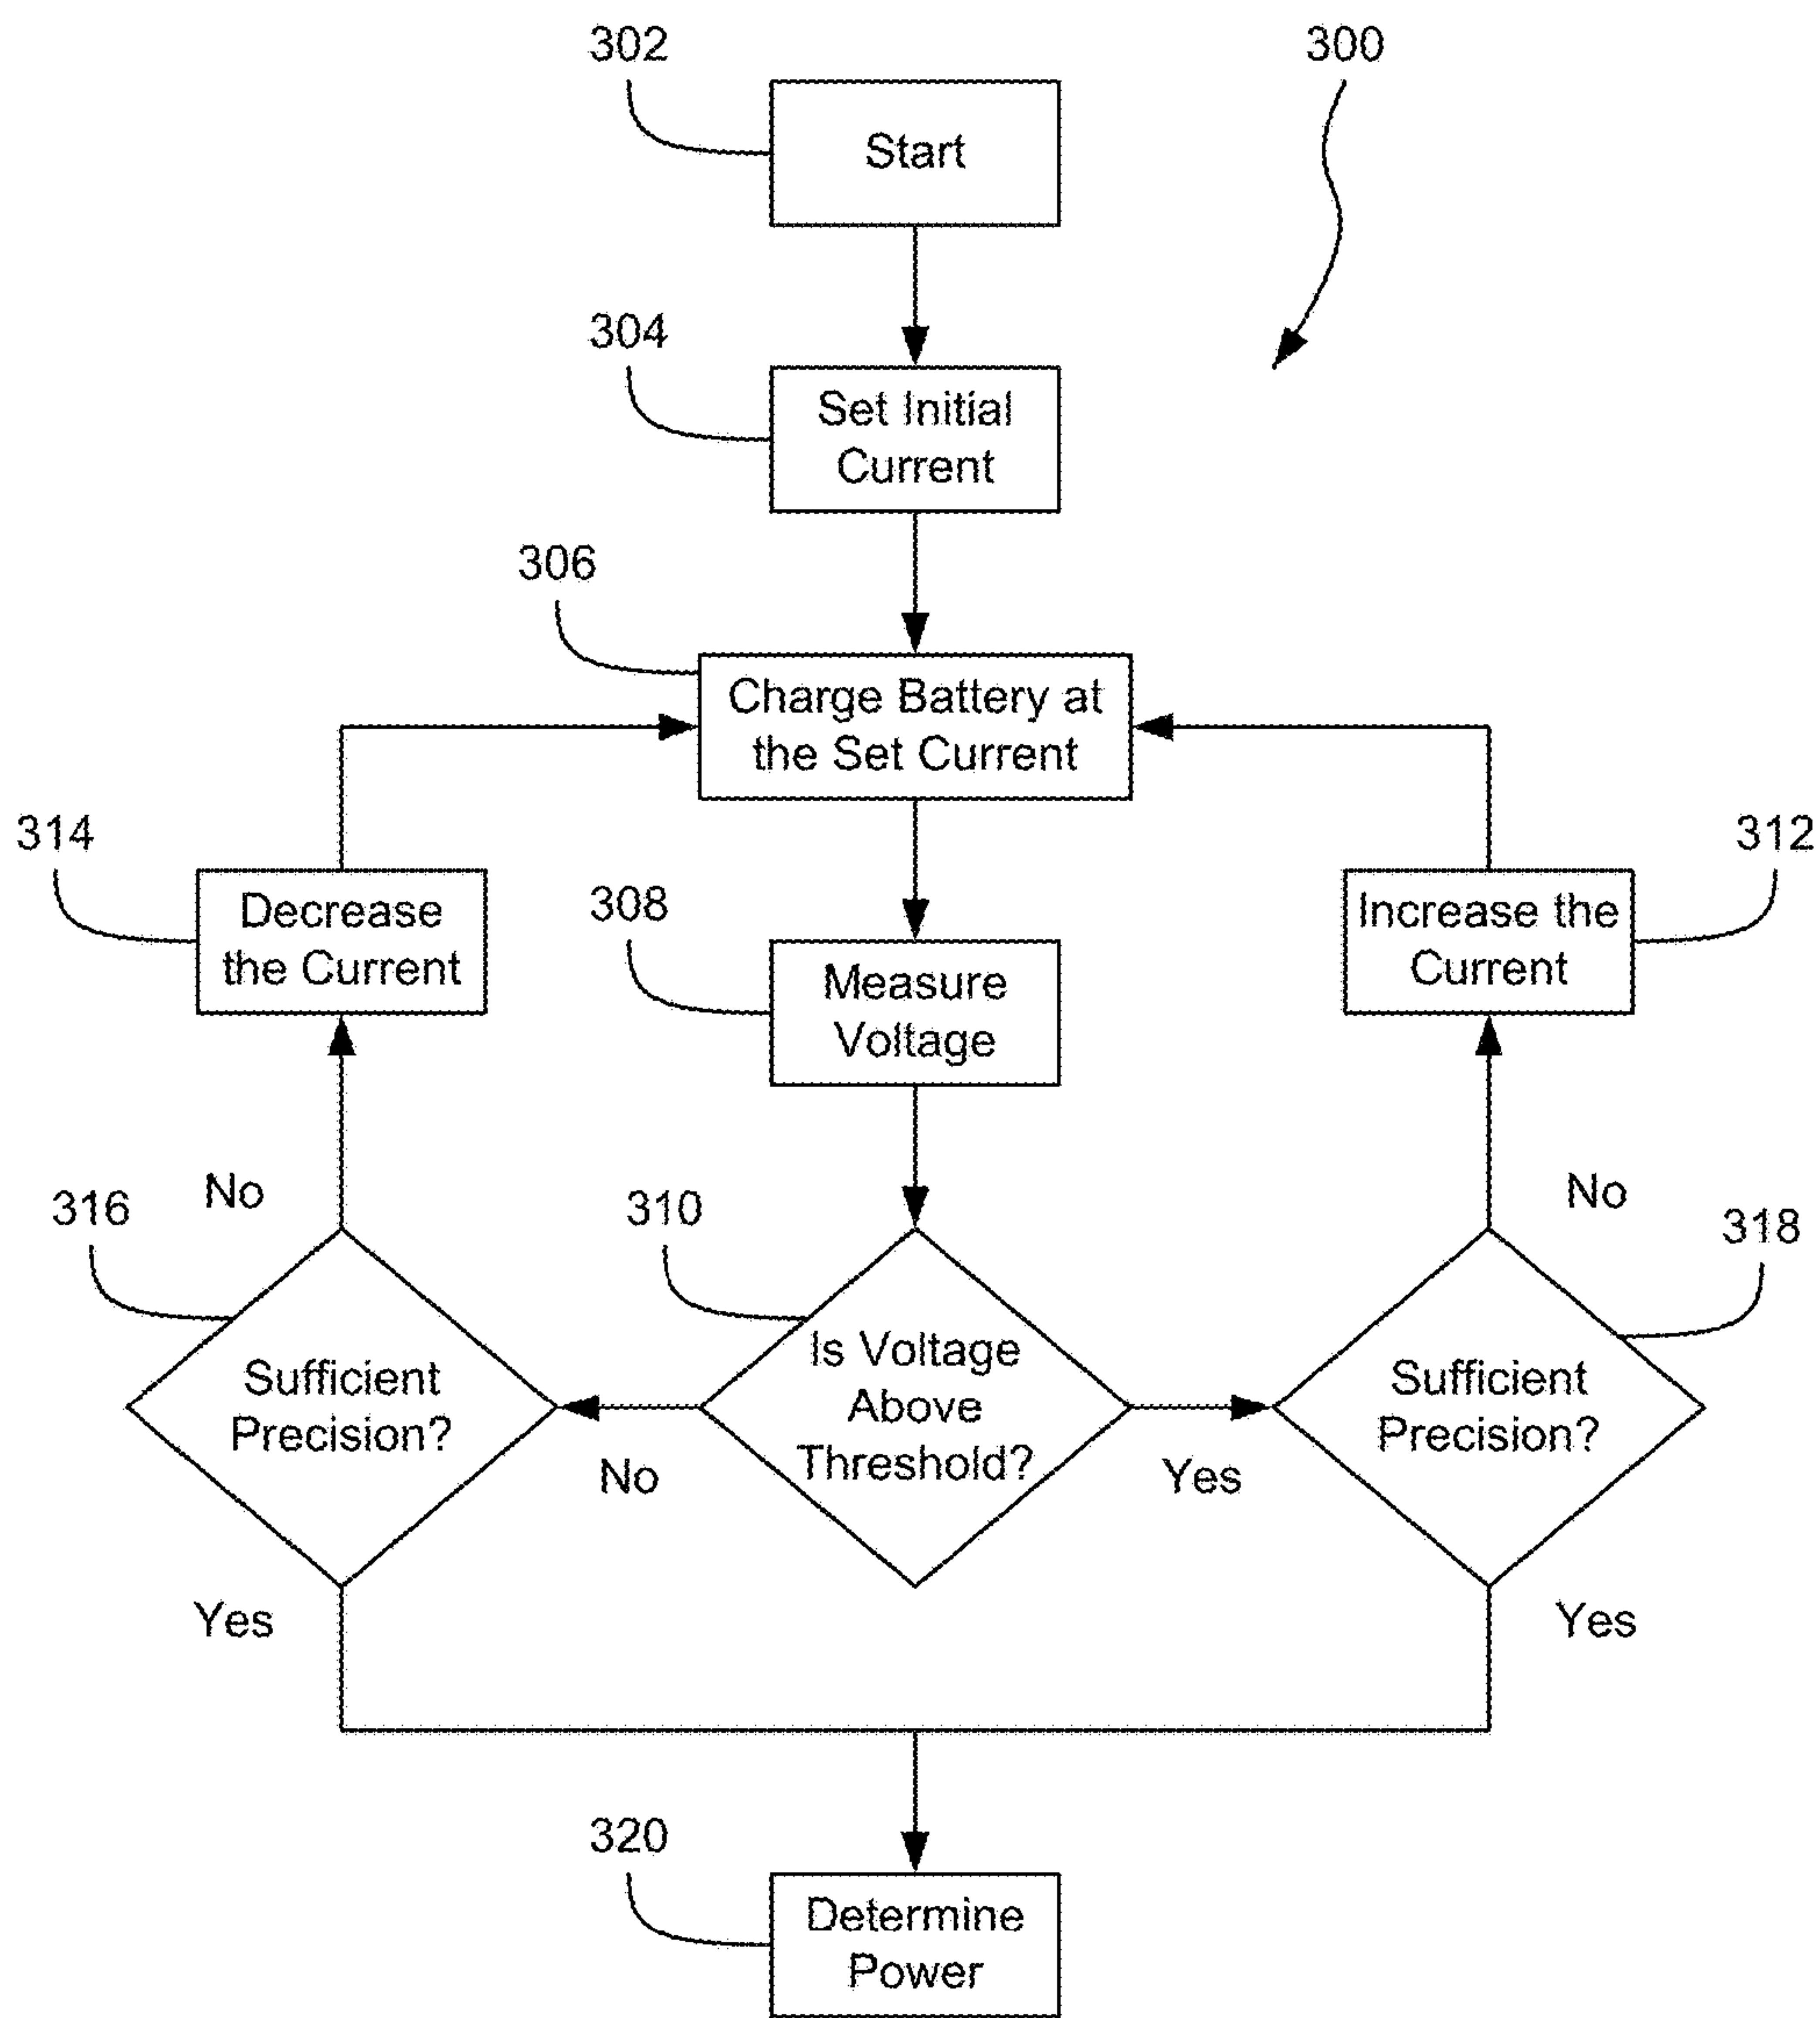 302
300
Start
304
Set Initial
Current
306
Charge Battery at
the Set Current
314
312
Decrease
the Current
308
Increase the
Current
Measure
Voltage
No
No
316
310
318
Sufficient
Precision?
Is Voltage
Above
Threshold?
Sufficient
Precision?
No
Yes
Yes
Yes
320
Determine
Power